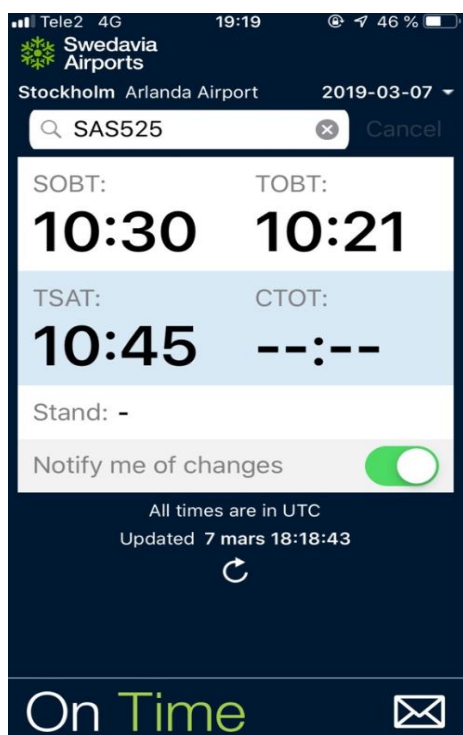 Tele2 4G 19:19 46 %
Swedavia
Airports
Stockholm Arlanda Airport 2019-03-07
SAS525 Cancel
SOBT: TOBT:
10:30 10:21
TSAT: CTOT:
10:45 --:--
Stand: -
Notify me of changes
All times are in UTC
Updated 7 mars 18:18:43
On Time